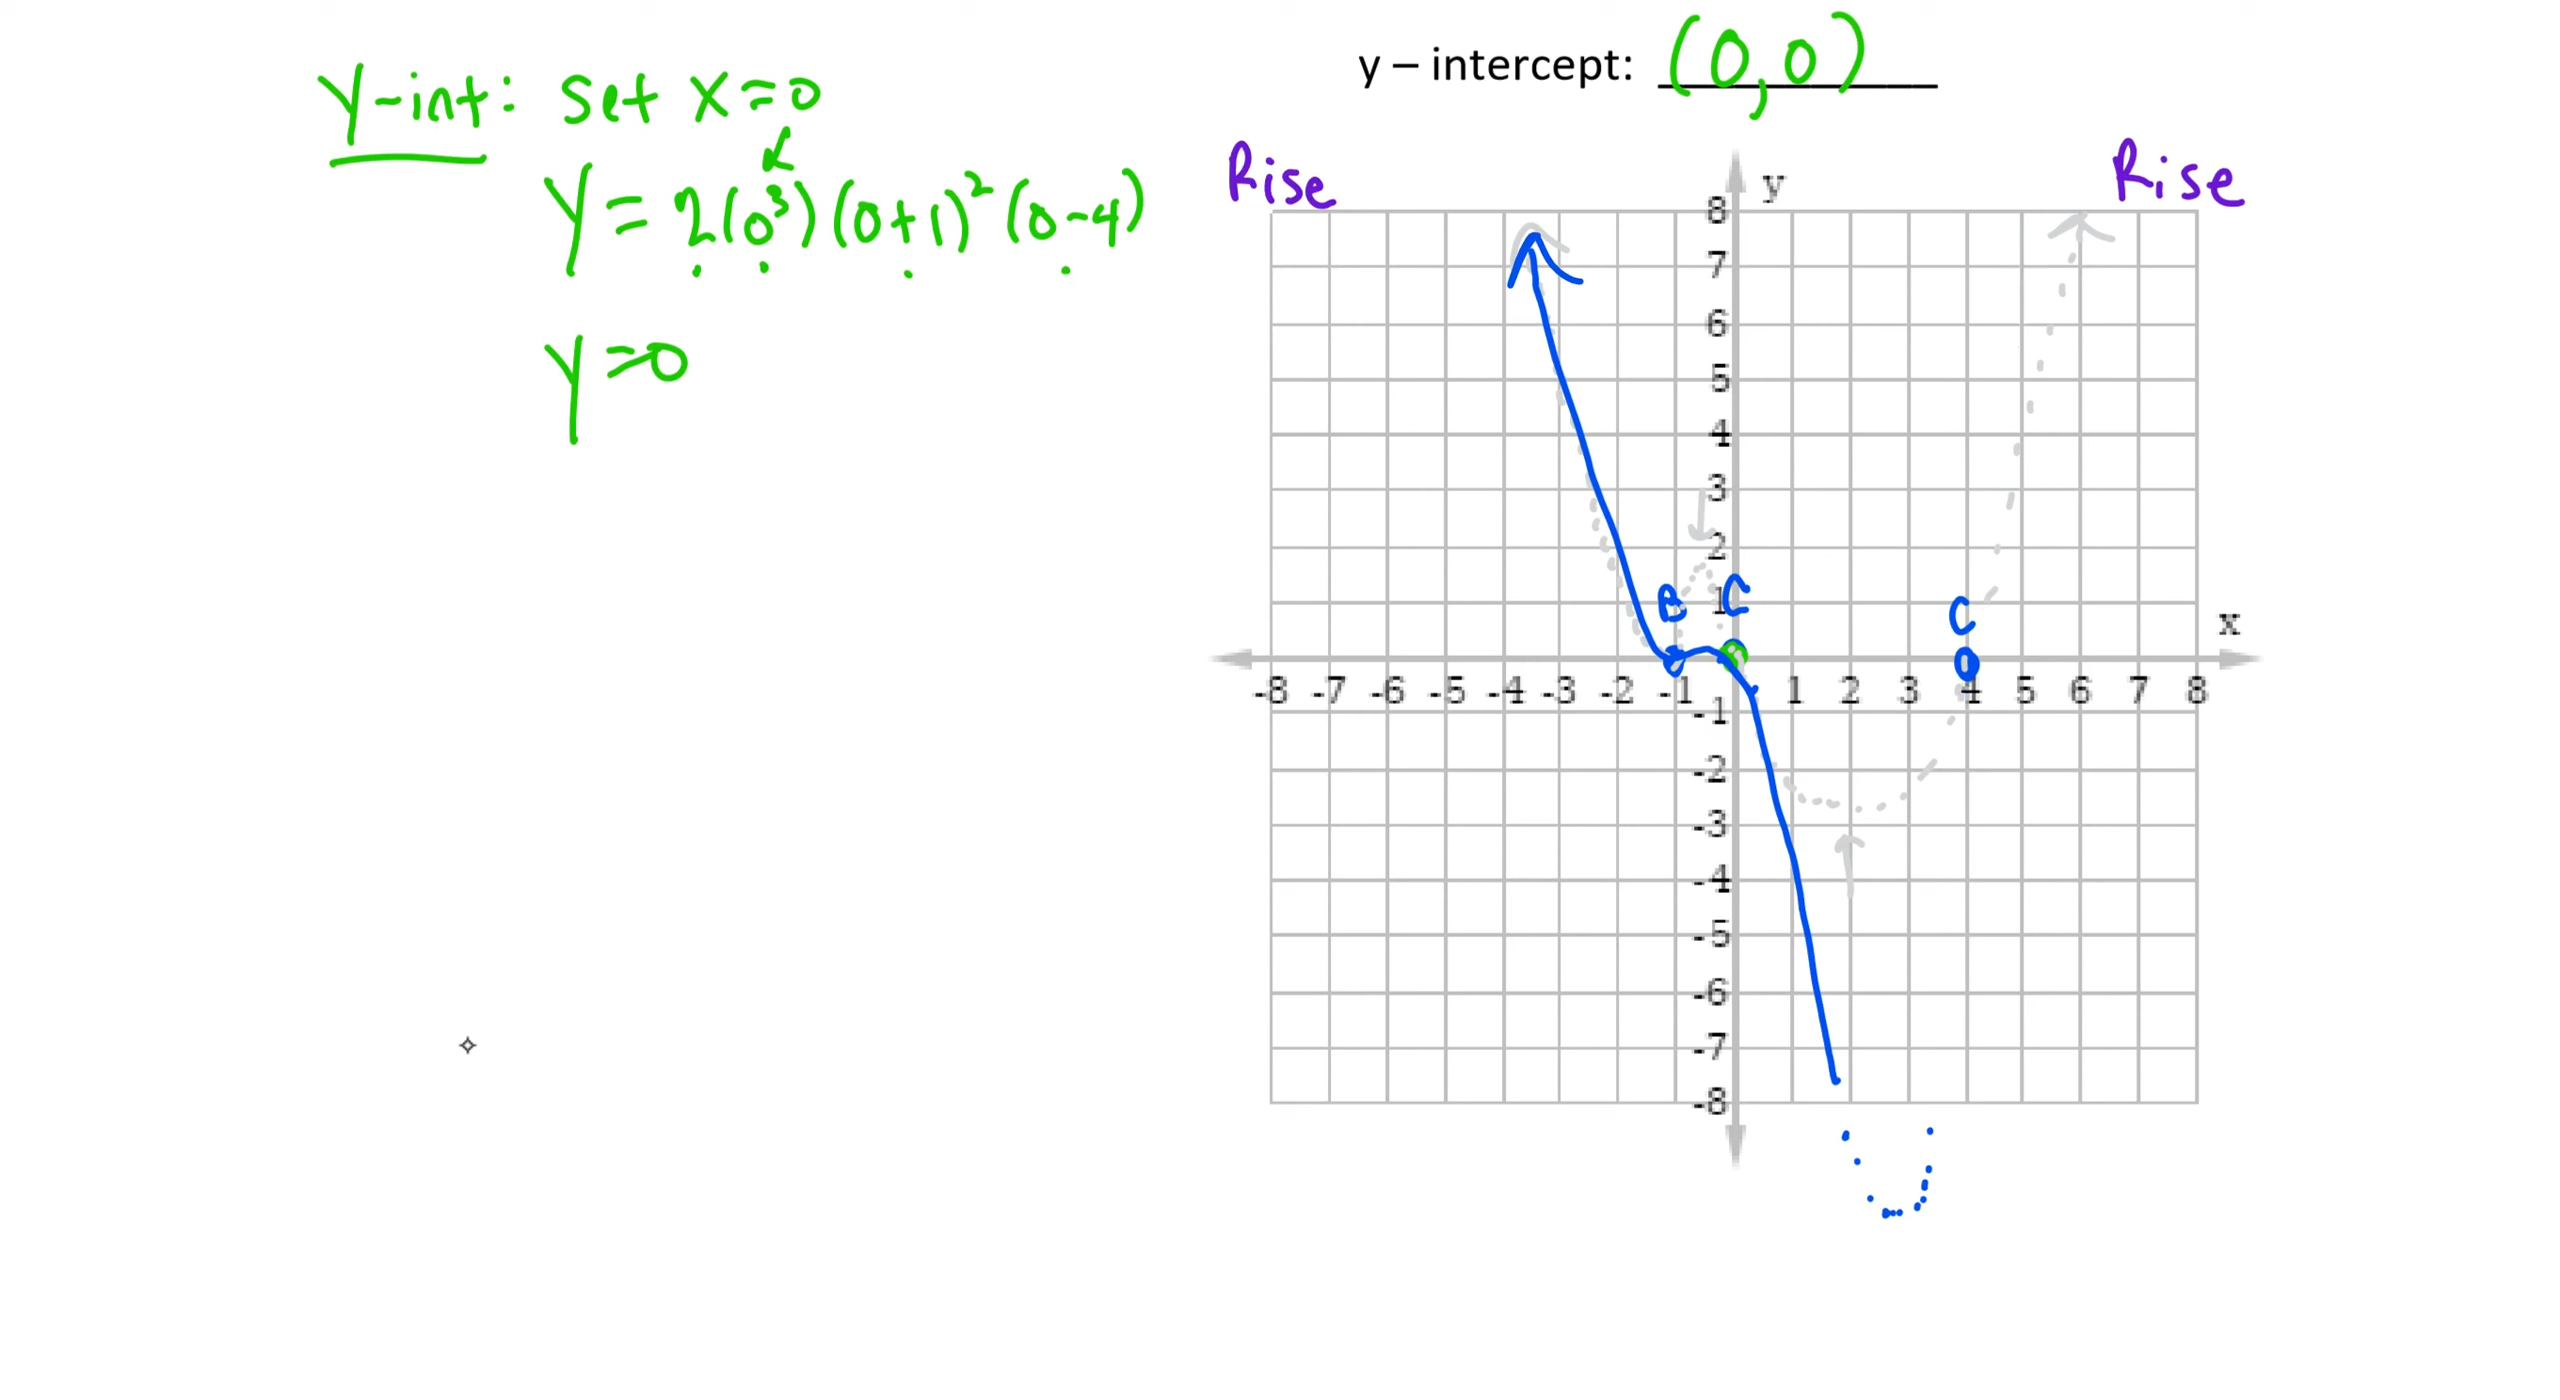 y – intercept: (0,0)
Y-int: set x=0
Y = 2(0³)(0+1)²(0-4)
Y=0
Rise
Rise
y
8
7
6
5
4
3
2
1
B
C
C
x
-8 -7 -6 -5 -4 -3 -2 -1 1 2 3 4 5 6 7 8
-1
-2
-3
-4
-5
-6
-7
-8